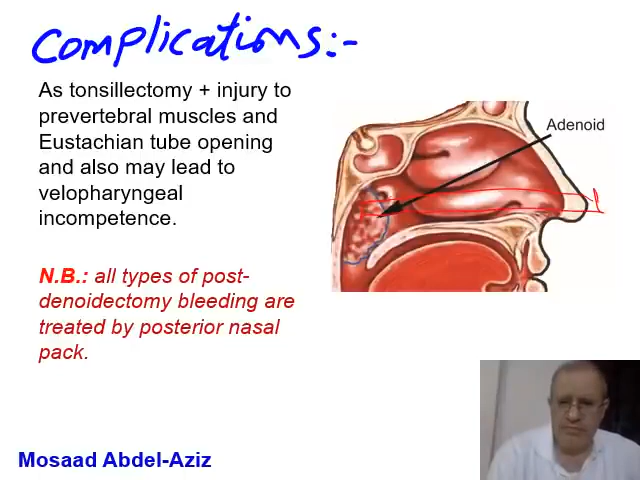 Complications:-
As tonsillectomy + injury to
prevertebral muscles and
Eustachian tube opening
and also may lead to
velopharyngeal
incompetence.
Adenoid
N.B.: all types of post-
denoidectomy bleeding are
treated by posterior nasal
pack.
Mosaad Abdel-Aziz